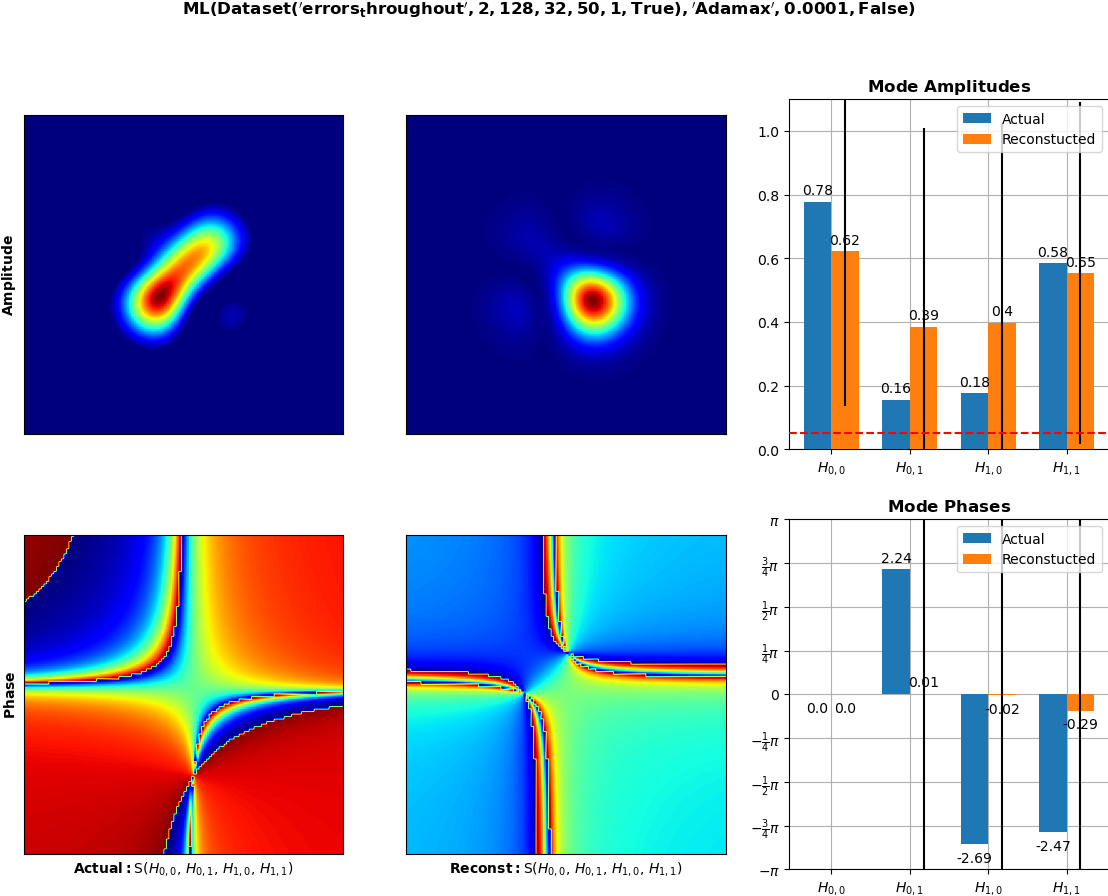 ML(Dataset('errors_throughout', 2, 128, 32, 50, 1, True), 'Adamax', 0.0001, False)
Mode Amplitudes
Amplitude
Actual
Reconstucted
1.0
0.8
0.6
0.4
0.2
0.0
0.78
0.62
0.16
0.39
0.18
0.4
0.58
0.55
H0,0 H0,1 H1,0 H1,1
Mode Phases
Phase
Actual
Reconstucted
π
3/4π
1/2π
1/4π
0
−1/4π
−1/2π
−3/4π
−π
0.0 0.0
2.24
0.01
-2.69
-0.02
-2.47
-0.29
H0,0 H0,1 H1,0 H1,1
Actual: S(H0,0, H0,1, H1,0, H1,1)
Reconst: S(H0,0, H0,1, H1,0, H1,1)